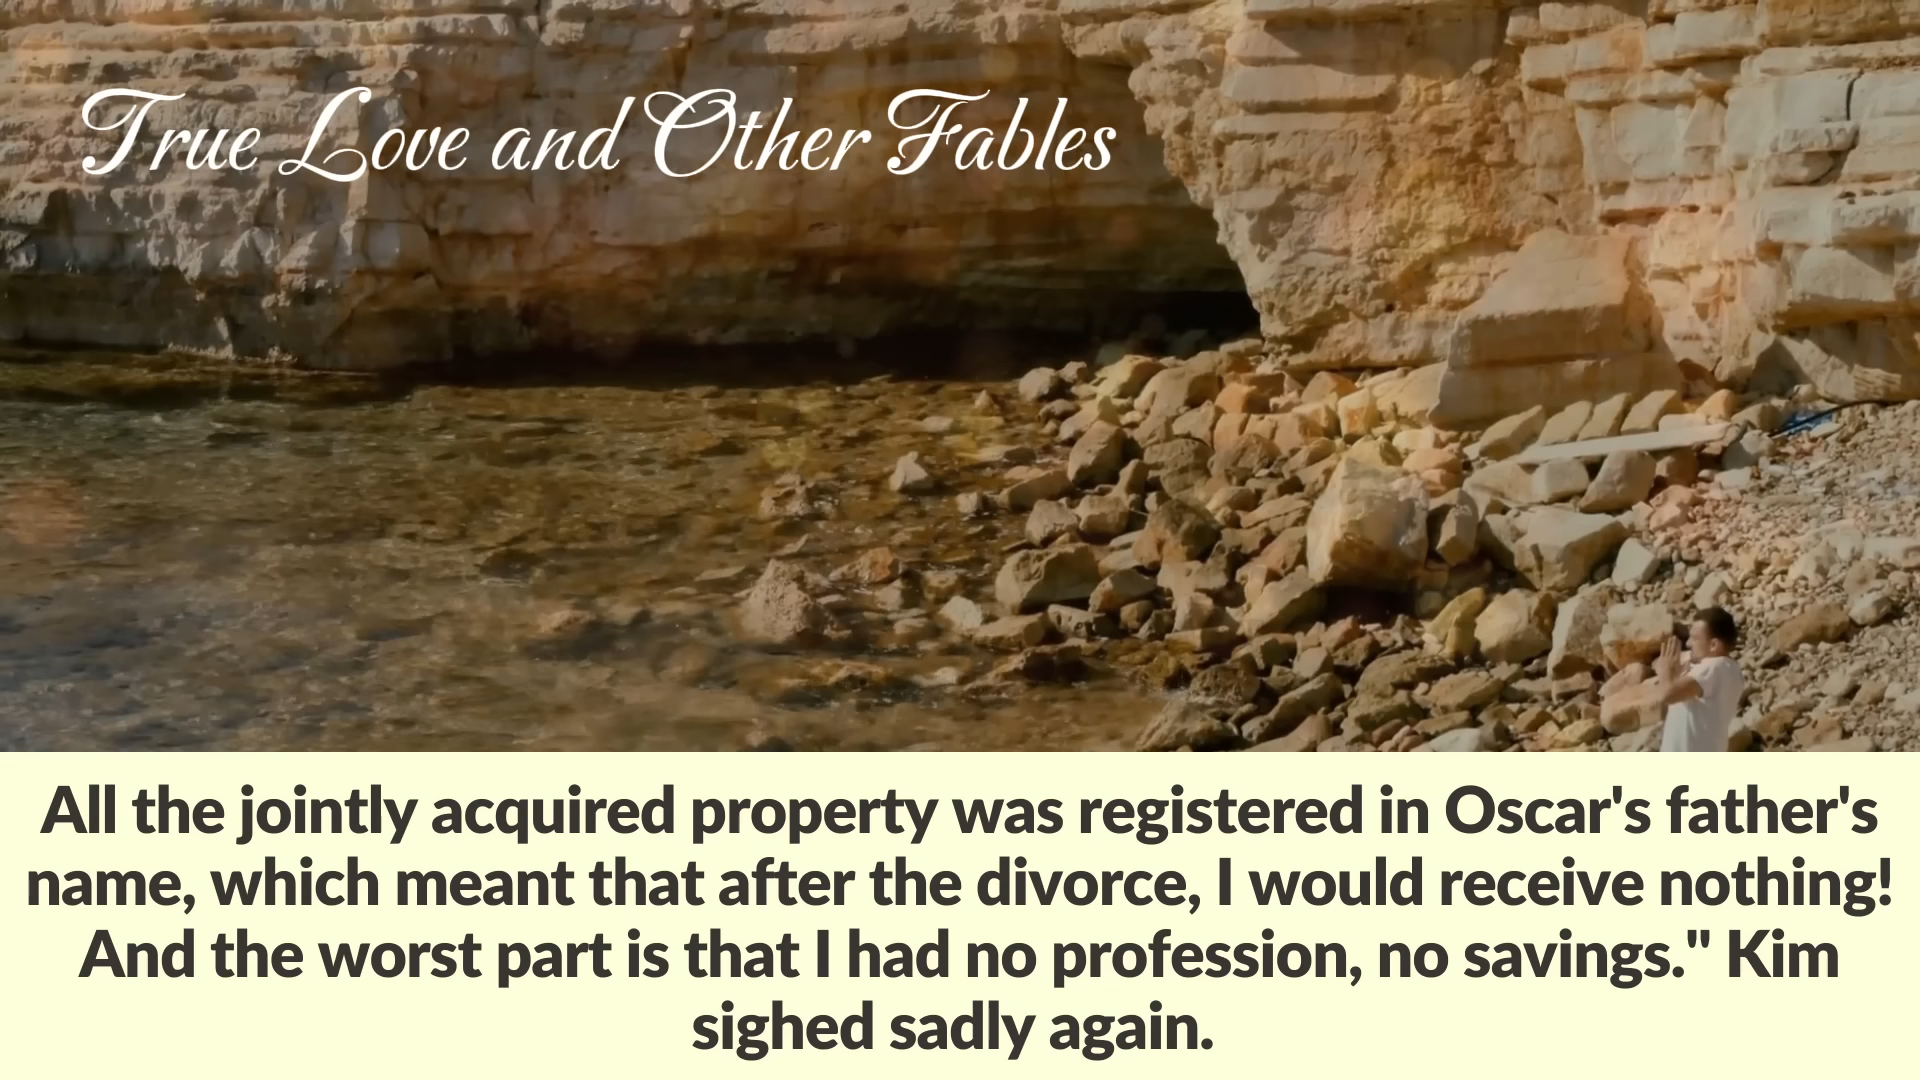 True Love and Other Fables
All the jointly acquired property was registered in Oscar's father's
name, which meant that after the divorce, I would receive nothing!
And the worst part is that I had no profession, no savings." Kim
sighed sadly again.